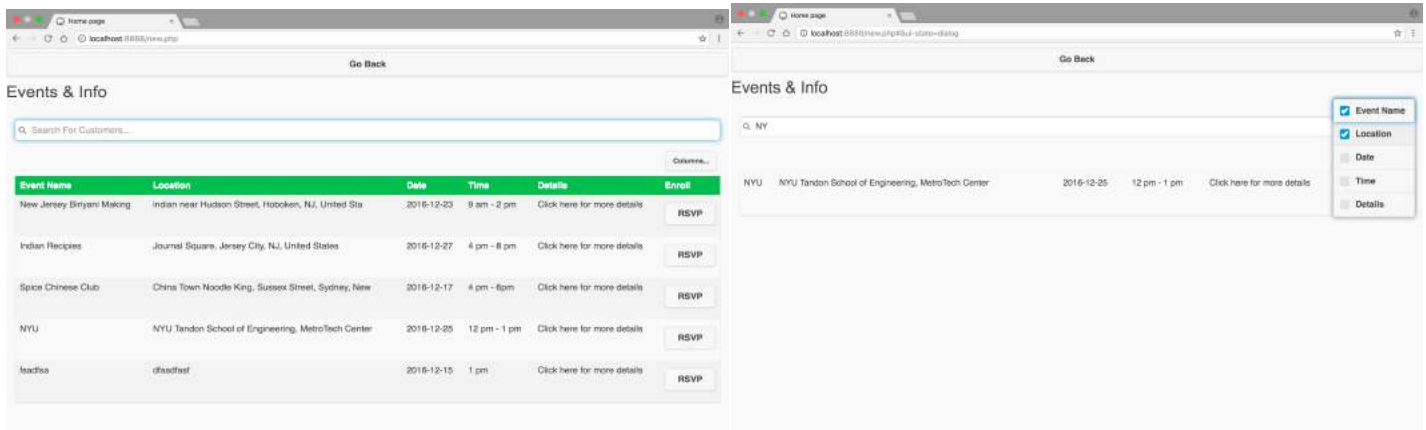 Home page
localhost:8888/new.php
Go Back
Events & Info
Search For Customers...
Columns...
Event Name Location Date Time Details Enroll
New Jersey Biriyani Making Indian near Hudson Street, Hoboken, NJ, United Sta 2016-12-23 9 am - 2 pm Click here for more details RSVP
Indian Recipies Journal Square, Jersey City, NJ, United States 2016-12-27 4 pm - 8 pm Click here for more details RSVP
Spice Chinese Club China Town Noodle King, Sussex Street, Sydney, New 2016-12-17 4 pm - 6pm Click here for more details RSVP
NYU NYU Tandon School of Engineering, MetroTech Center 2016-12-25 12 pm - 1 pm Click here for more details RSVP
dfasdfasf 2016-12-15 1 pm Click here for more details RSVP
Home page
localhost:8888/new.php#&ui-state=dialog
Go Back
Events & Info
NY
Event Name
Location
Date
Time
Details
NYU NYU Tandon School of Engineering, MetroTech Center 2016-12-25 12 pm - 1 pm Click here for more details